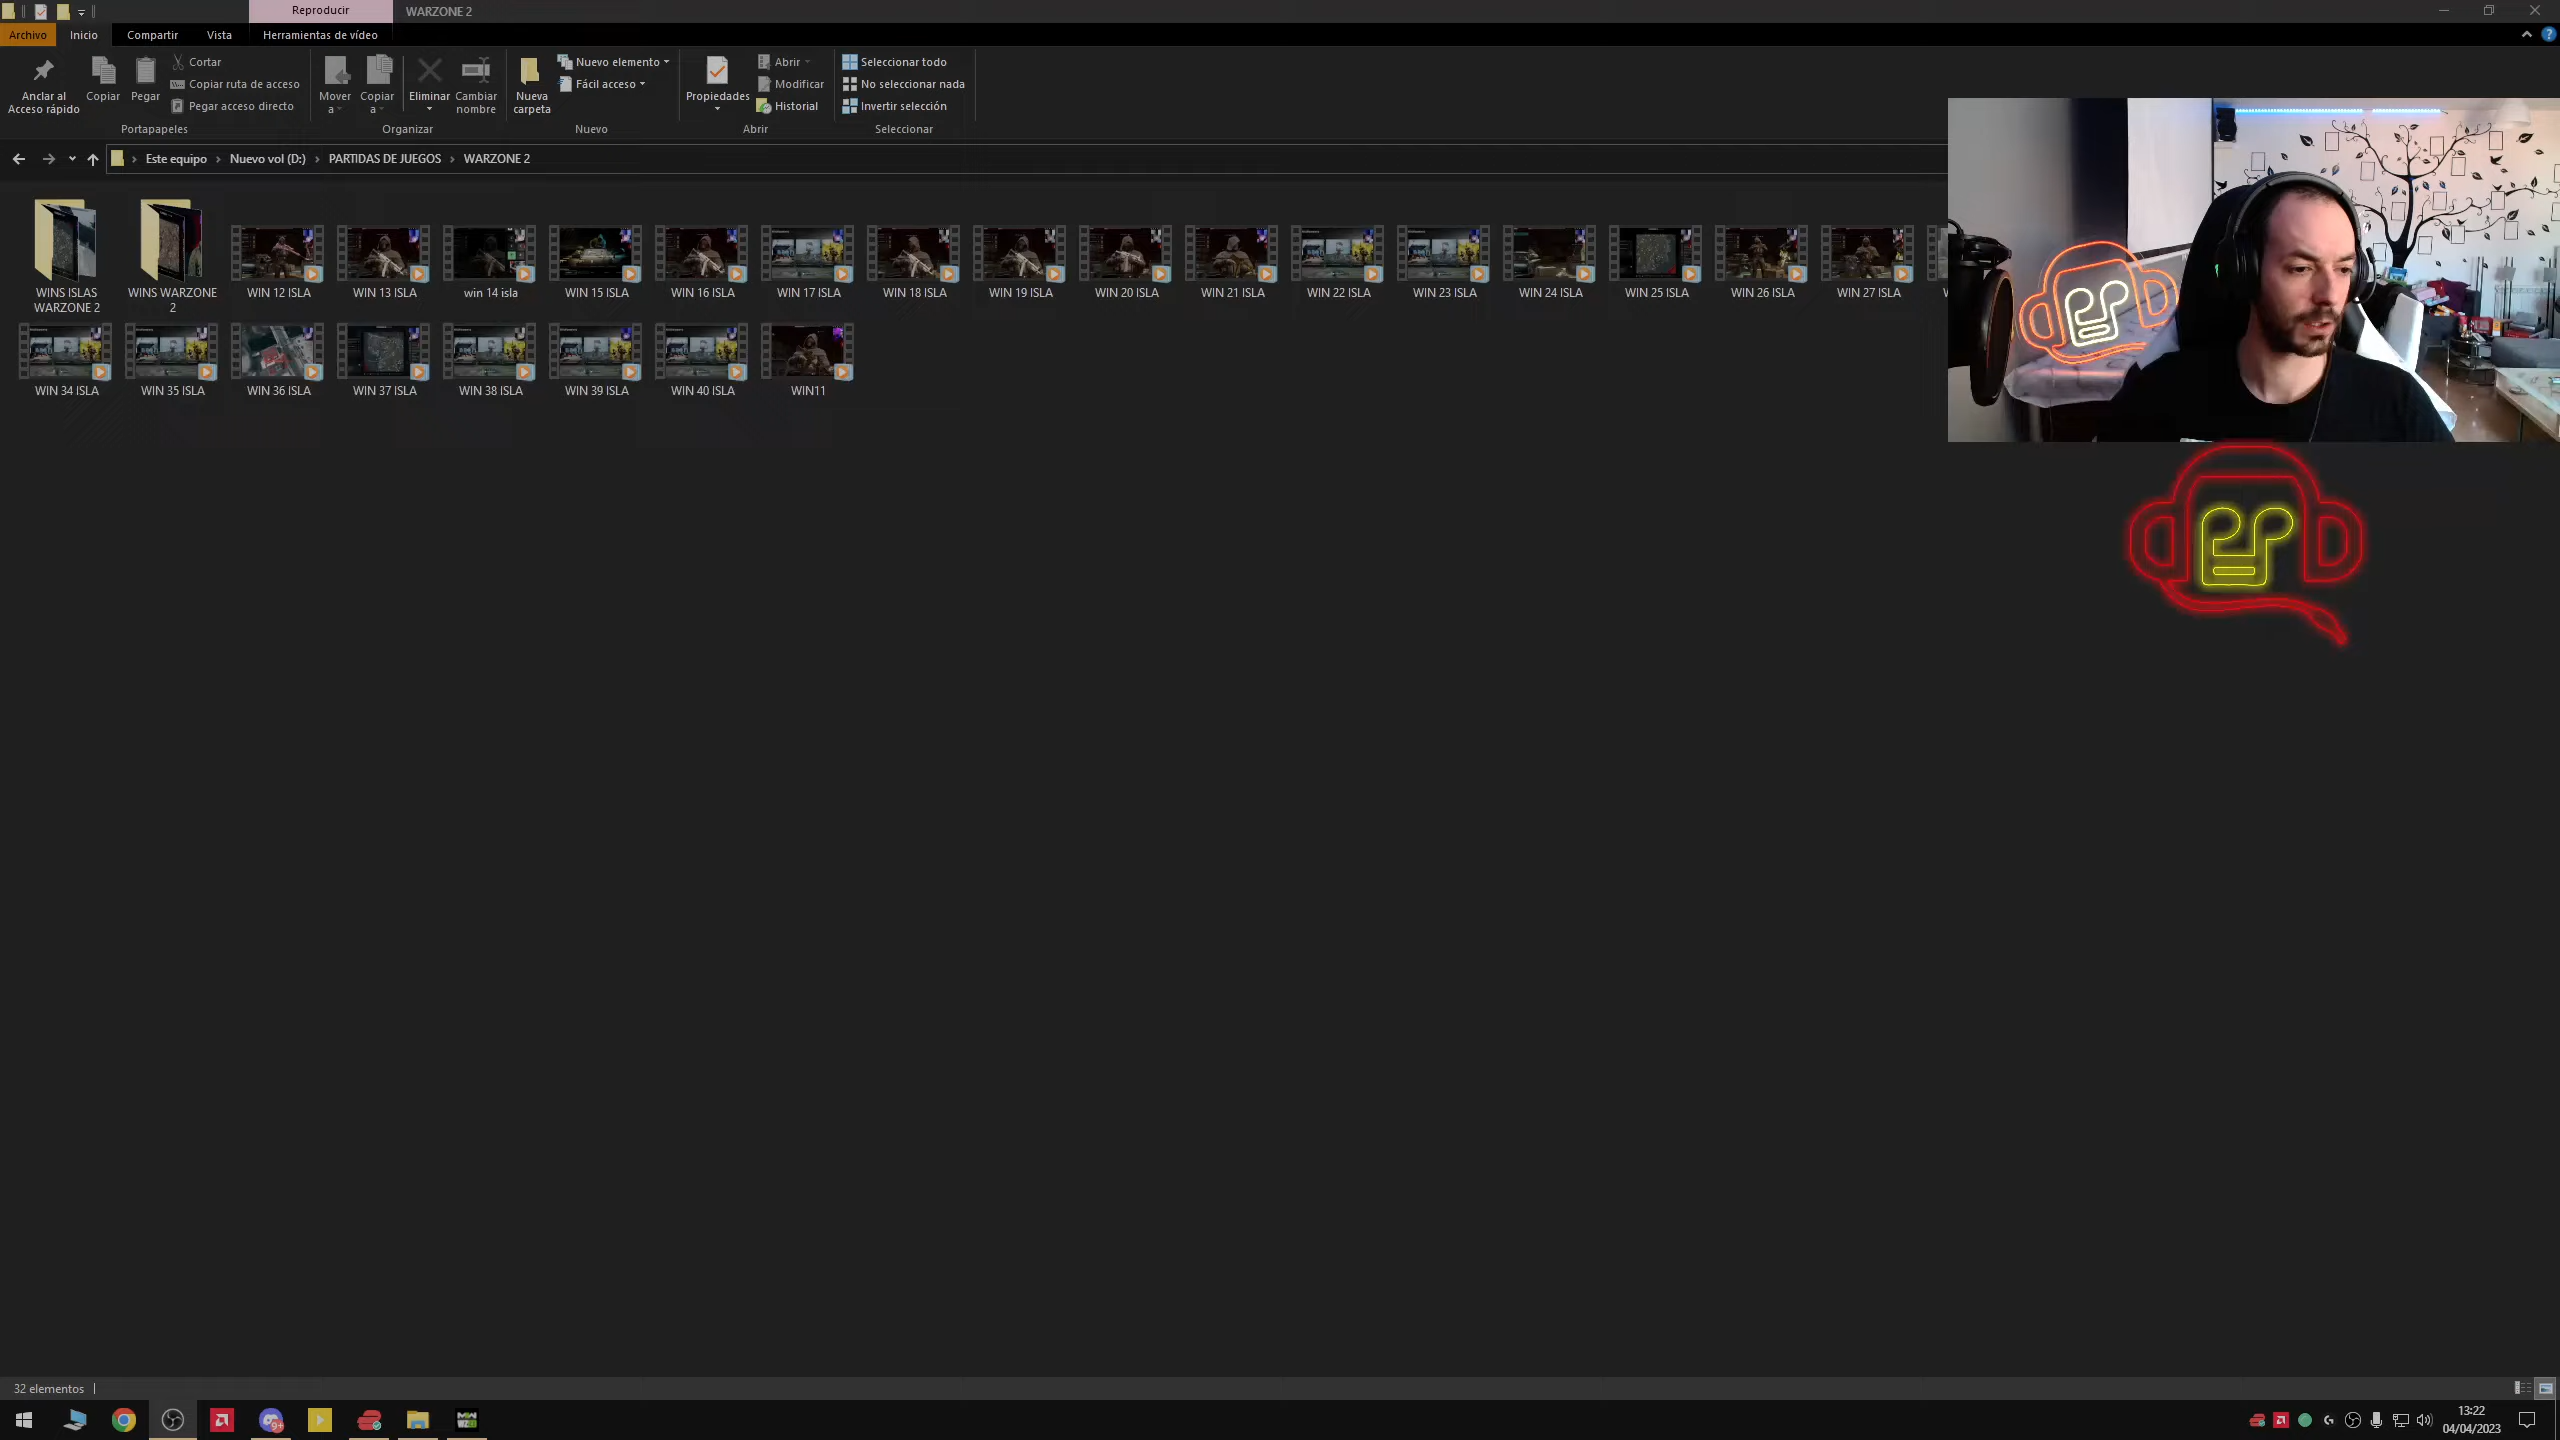 Reproducir
WARZONE 2
Archivo
Inicio
Compartir
Vista
Herramientas de vídeo
Anclar al
Acceso rápido
Copiar
Pegar
Cortar
Copiar ruta de acceso
Pegar acceso directo
Portapapeles
Mover
a
Copiar
a
Eliminar
Cambiar
nombre
Organizar
Nueva
carpeta
Nuevo elemento
Fácil acceso
Nuevo
Propiedades
Abrir
Modificar
Historial
Abrir
Seleccionar todo
No seleccionar nada
Invertir selección
Seleccionar
Este equipo
Nuevo vol (D:)
PARTIDAS DE JUEGOS
WARZONE 2
WINS ISLAS
WARZONE 2
WINS WARZONE
2
WIN 12 ISLA
WIN 13 ISLA
win 14 isla
WIN 15 ISLA
WIN 16 ISLA
WIN 17 ISLA
WIN 18 ISLA
WIN 19 ISLA
WIN 20 ISLA
WIN 21 ISLA
WIN 22 ISLA
WIN 23 ISLA
WIN 24 ISLA
WIN 25 ISLA
WIN 26 ISLA
WIN 27 ISLA
WIN 34 ISLA
WIN 35 ISLA
WIN 36 ISLA
WIN 37 ISLA
WIN 38 ISLA
WIN 39 ISLA
WIN 40 ISLA
WIN11
32 elementos
9+
13:22
04/04/2023